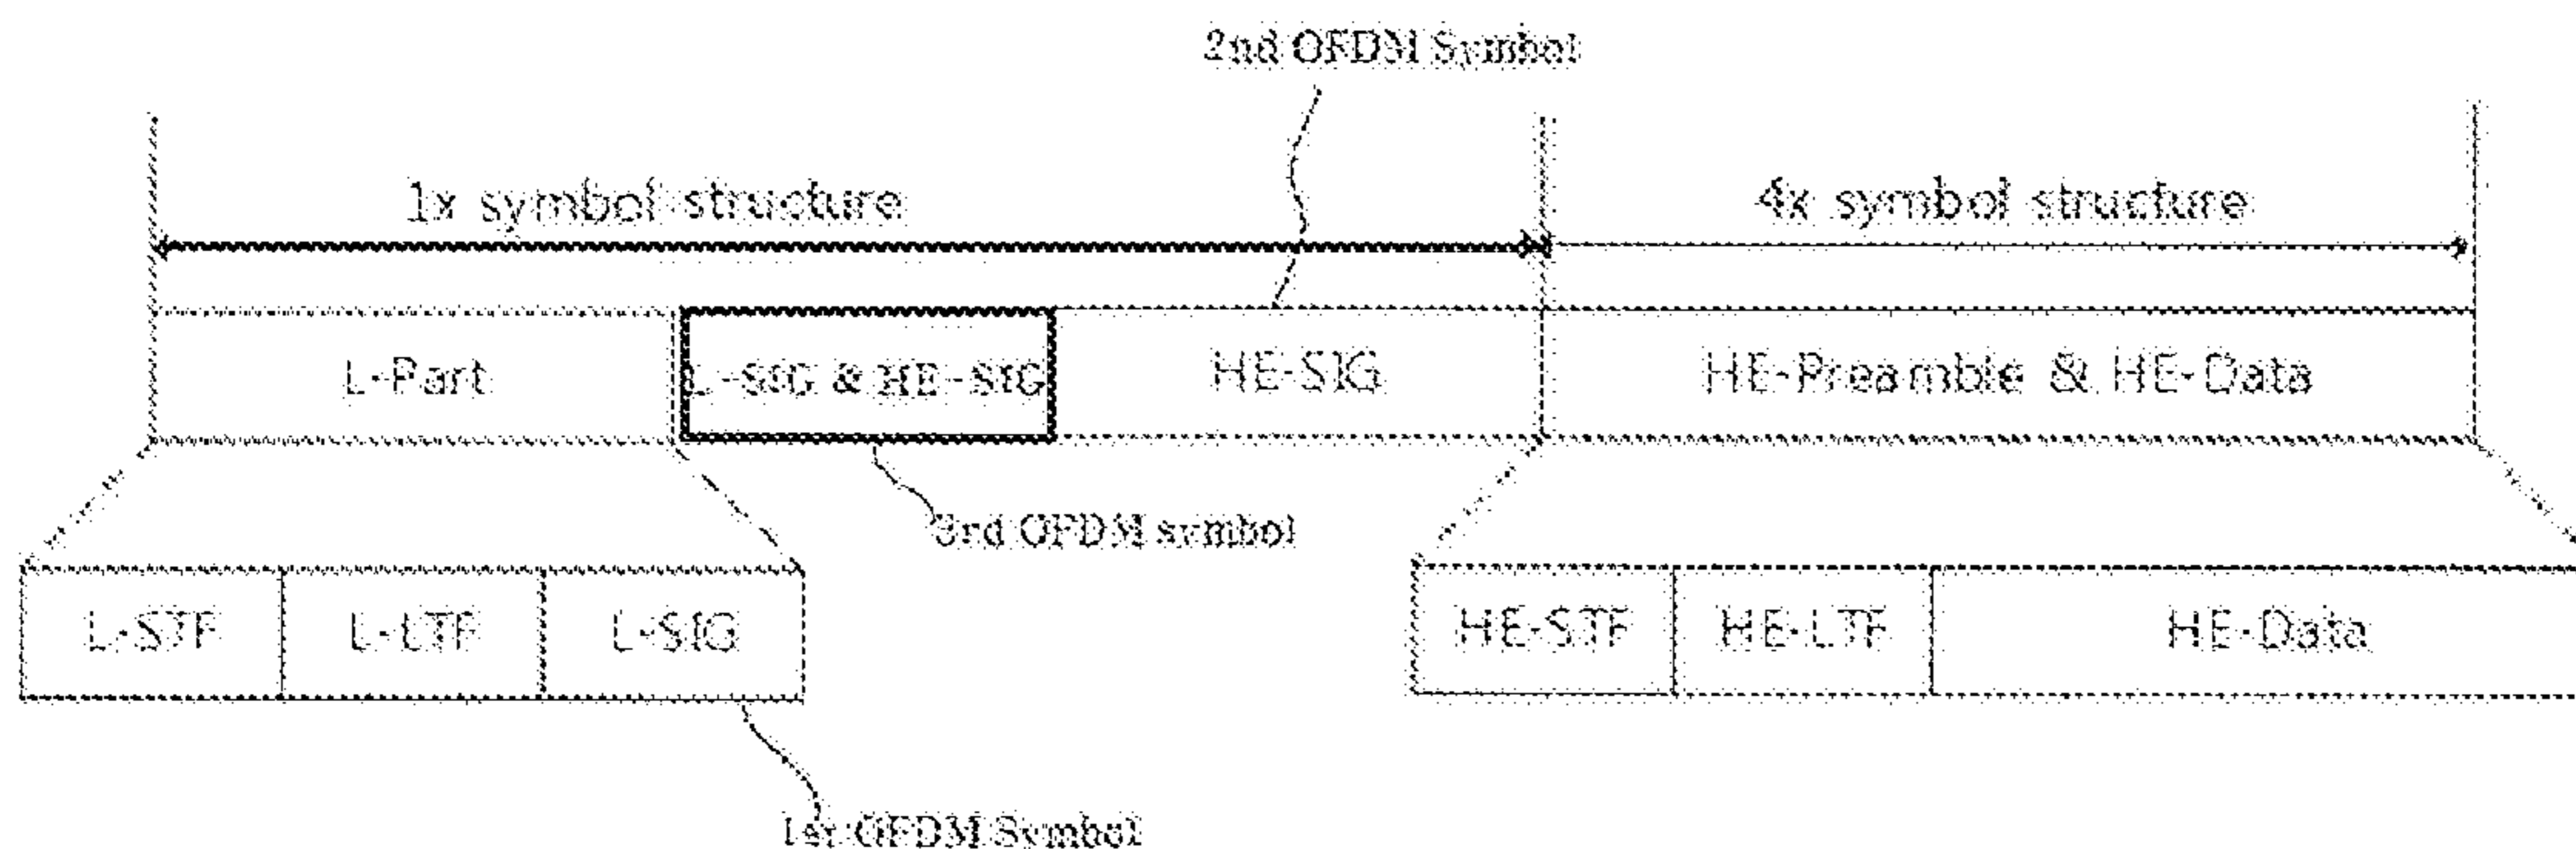 2nd OFDM Symbol
1x symbol structure
4x symbol structure
L-Part
L-SIG & HE-SIG
HE-SIG
HE-Preamble & HE-Data
3rd OFDM symbol
L-STF
L-LTF
L-SIG
HE-STF
HE-LTF
HE-Data
1st OFDM Symbol